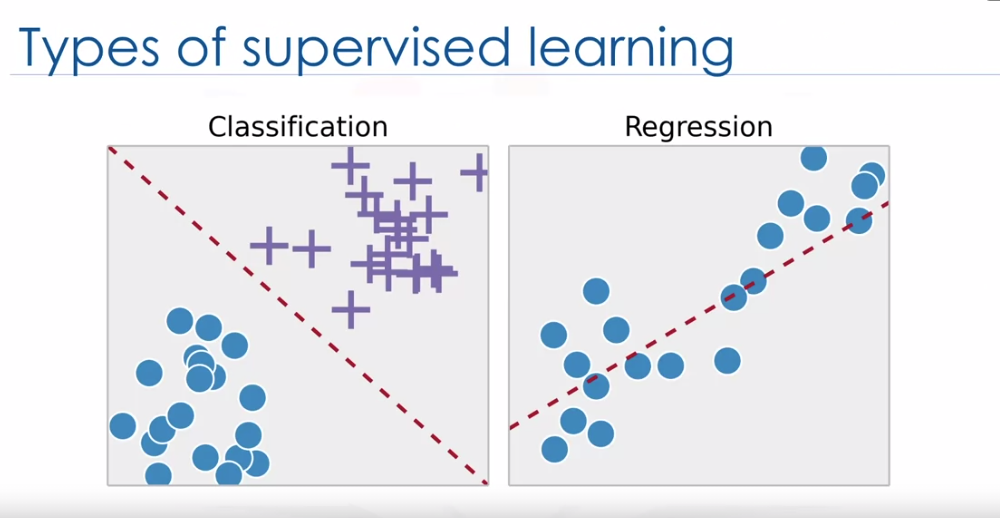 Types of supervised learning
Classification
Regression